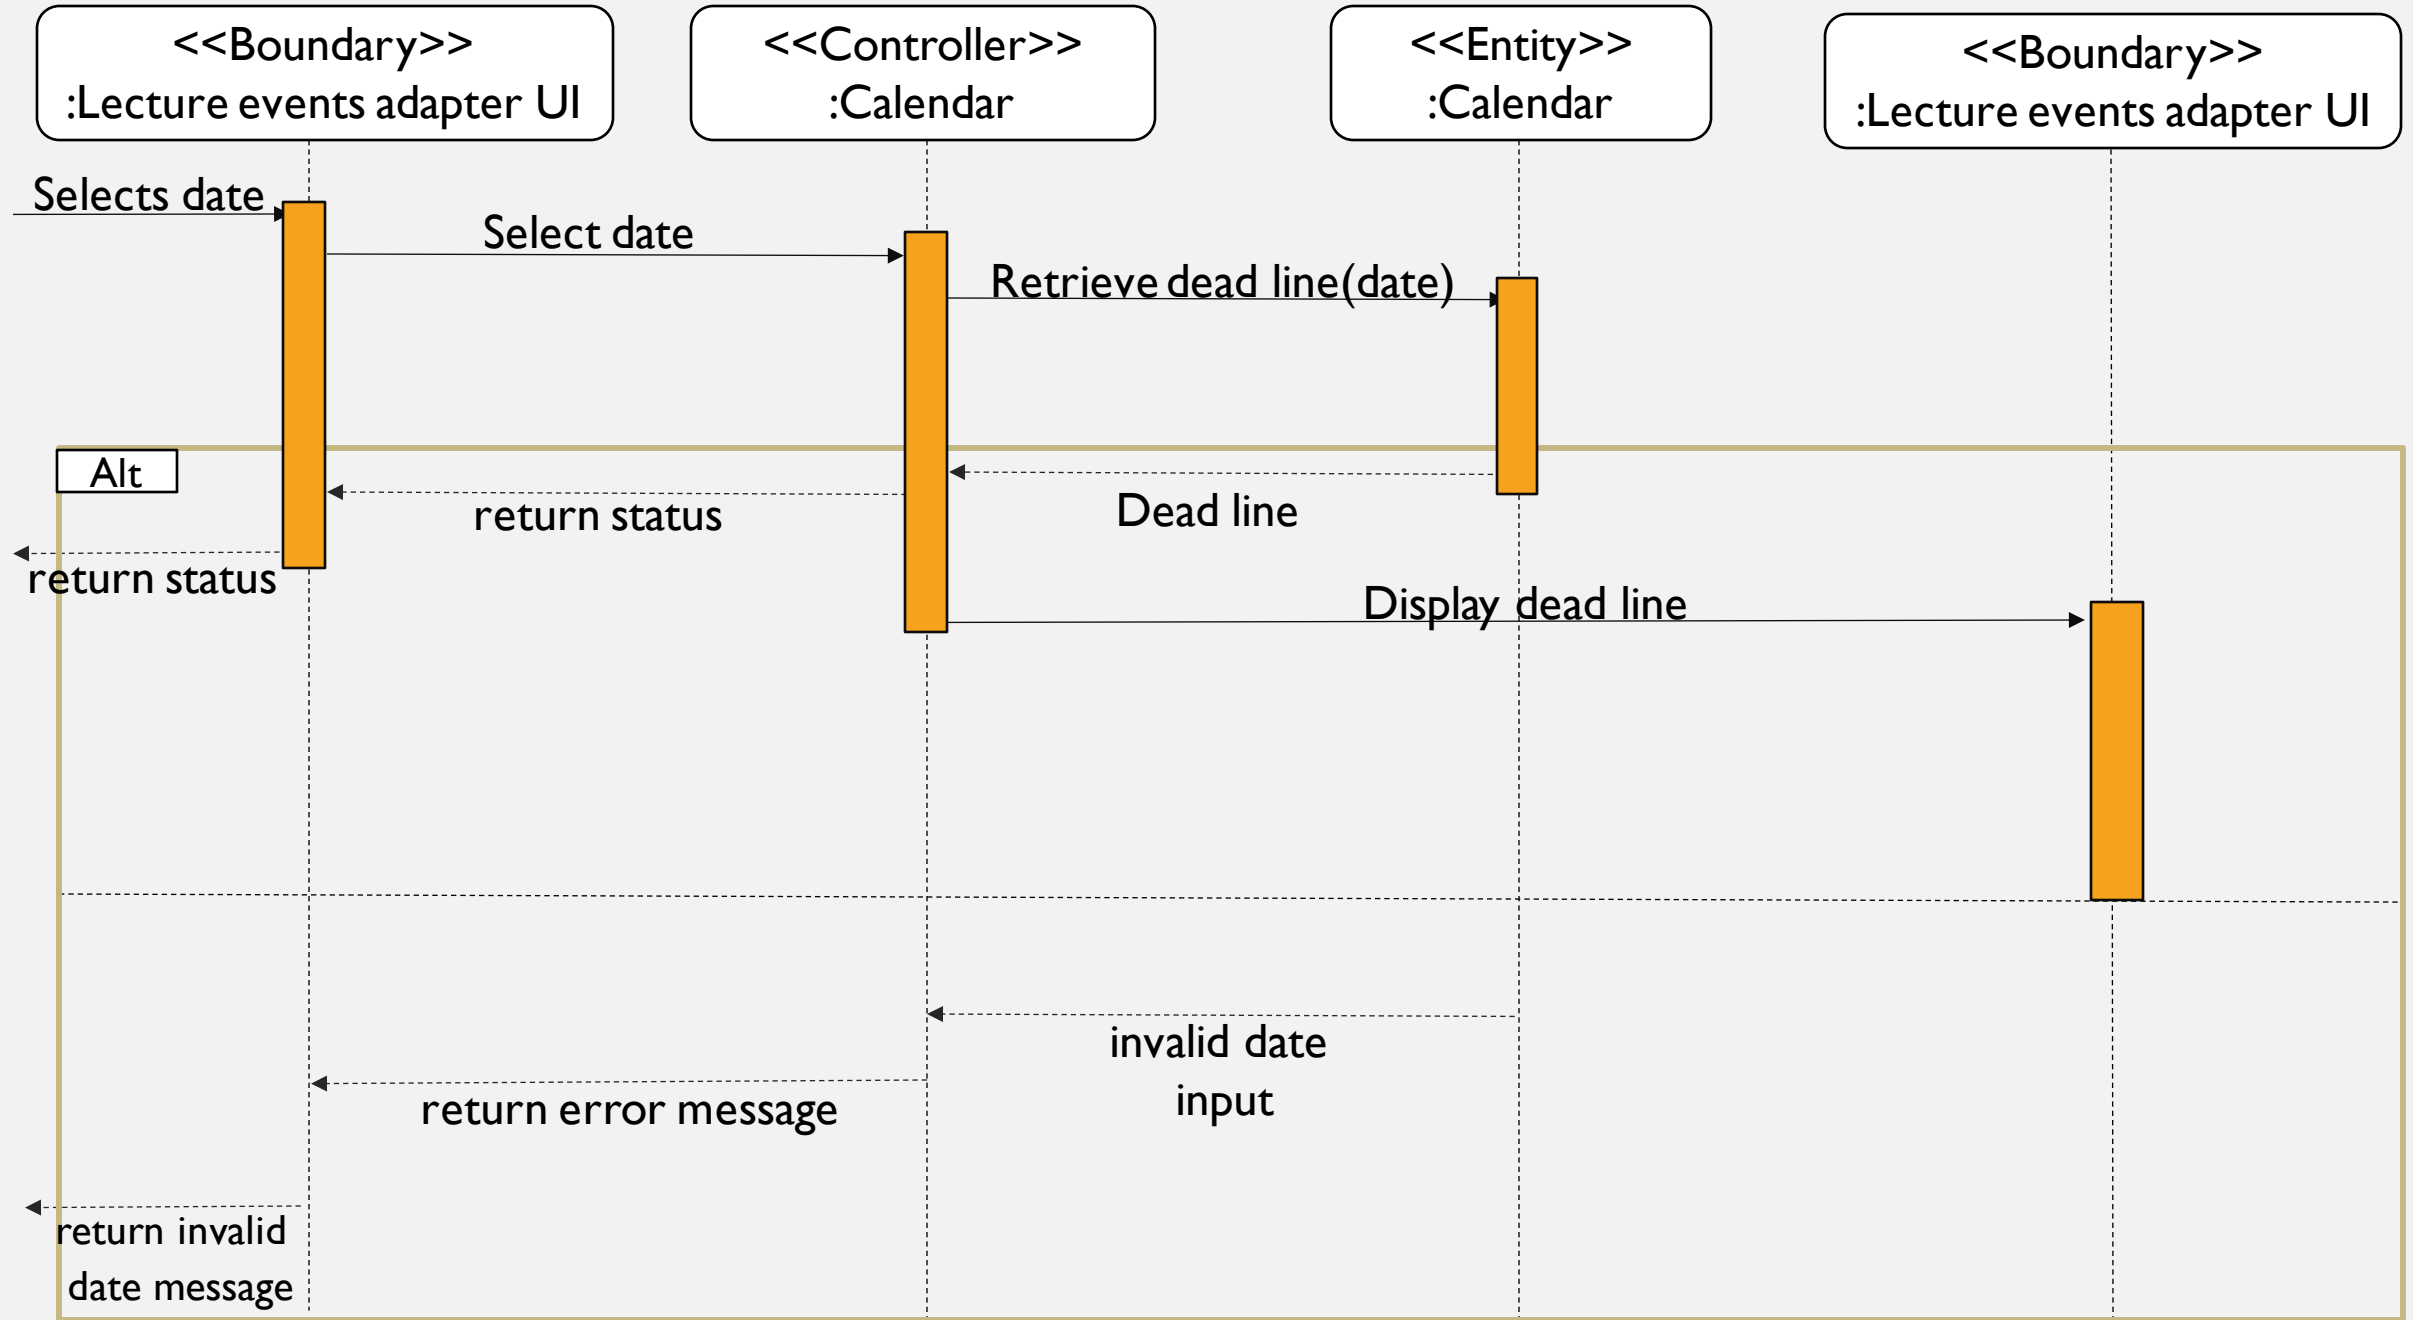 <<Boundary>>
:Lecture events adapter UI
<<Controller>>
:Calendar
<<Entity>>
:Calendar
<<Boundary>>
:Lecture events adapter UI
Selects date
Select date
Retrieve dead line(date)
Alt
return status
Dead line
return status
Display dead line
invalid date
input
return error message
return invalid
date message